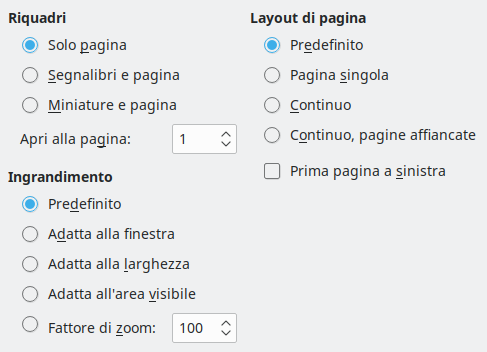 Riquadri
Solo pagina
Segnalibri e pagina
Miniature e pagina
Apri alla pagina: 1
Ingrandimento
Predefinito
Adatta alla finestra
Adatta alla larghezza
Adatta all'area visibile
Fattore di zoom: 100
Layout di pagina
Predefinito
Pagina singola
Continuo
Continuo, pagine affiancate
Prima pagina a sinistra